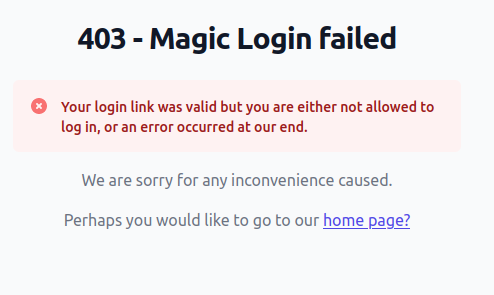 403 - Magic Login failed
Your login link was valid but you are either not allowed to
log in, or an error occurred at our end.
We are sorry for any inconvenience caused.
Perhaps you would like to go to our home page?